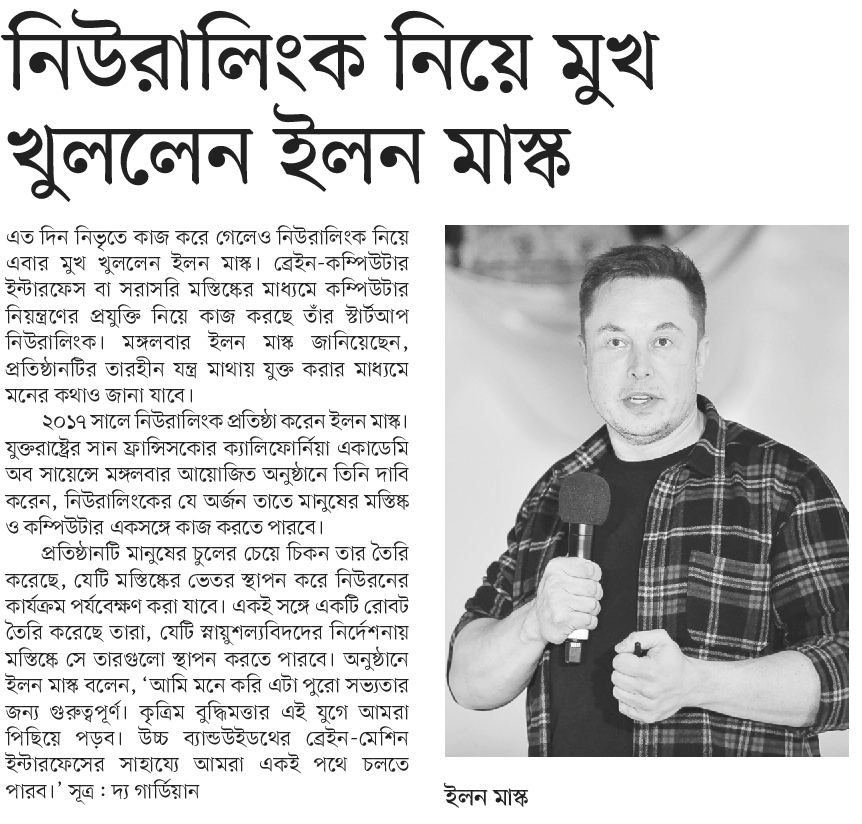 নিউরালিংক নিয়ে মুখ
খুললেন ইলন মাস্ক
এত দিন নিভৃতে কাজ করে গেলেও নিউরালিংক নিয়ে
এবার মুখ খুললেন ইলন মাস্ক। ব্রেইন-কম্পিউটার
ইন্টারফেস বা সরাসরি মস্তিষ্কের মাধ্যমে কম্পিউটার
নিয়ন্ত্রণের প্রযুক্তি নিয়ে কাজ করছে তাঁর স্টার্টআপ
নিউরালিংক। মঙ্গলবার ইলন মাস্ক জানিয়েছেন,
প্রতিষ্ঠানটির তারহীন যন্ত্র মাথায় যুক্ত করার মাধ্যমে
মনের কথাও জানা যাবে।
২০১৭ সালে নিউরালিংক প্রতিষ্ঠা করেন ইলন মাস্ক।
যুক্তরাষ্ট্রের সান ফ্রান্সিসকোর ক্যালিফোর্নিয়া একাডেমি
অব সায়েন্সে মঙ্গলবার আয়োজিত অনুষ্ঠানে তিনি দাবি
করেন, নিউরালিংকের যে অর্জন তাতে মানুষের মস্তিষ্ক
ও কম্পিউটার একসঙ্গে কাজ করতে পারবে।
প্রতিষ্ঠানটি মানুষের চুলের চেয়ে চিকন তার তৈরি
করেছে, যেটি মস্তিষ্কের ভেতর স্থাপন করে নিউরনের
কার্যক্রম পর্যবেক্ষণ করা যাবে। একই সঙ্গে একটি রোবট
তৈরি করেছে তারা, যেটি স্নায়ুশল্যবিদদের নির্দেশনায়
মস্তিষ্কে সে তারগুলো স্থাপন করতে পারবে। অনুষ্ঠানে
ইলন মাস্ক বলেন, ‘আমি মনে করি এটা পুরো সভ্যতার
জন্য গুরুত্বপূর্ণ। কৃত্রিম বুদ্ধিমত্তার এই যুগে আমরা
পিছিয়ে পড়ব। উচ্চ ব্যান্ডউইডথের ব্রেইন-মেশিন
ইন্টারফেসের সাহায্যে আমরা একই পথে চলতে
পারব।’ সূত্র : দ্য গার্ডিয়ান
ইলন মাস্ক